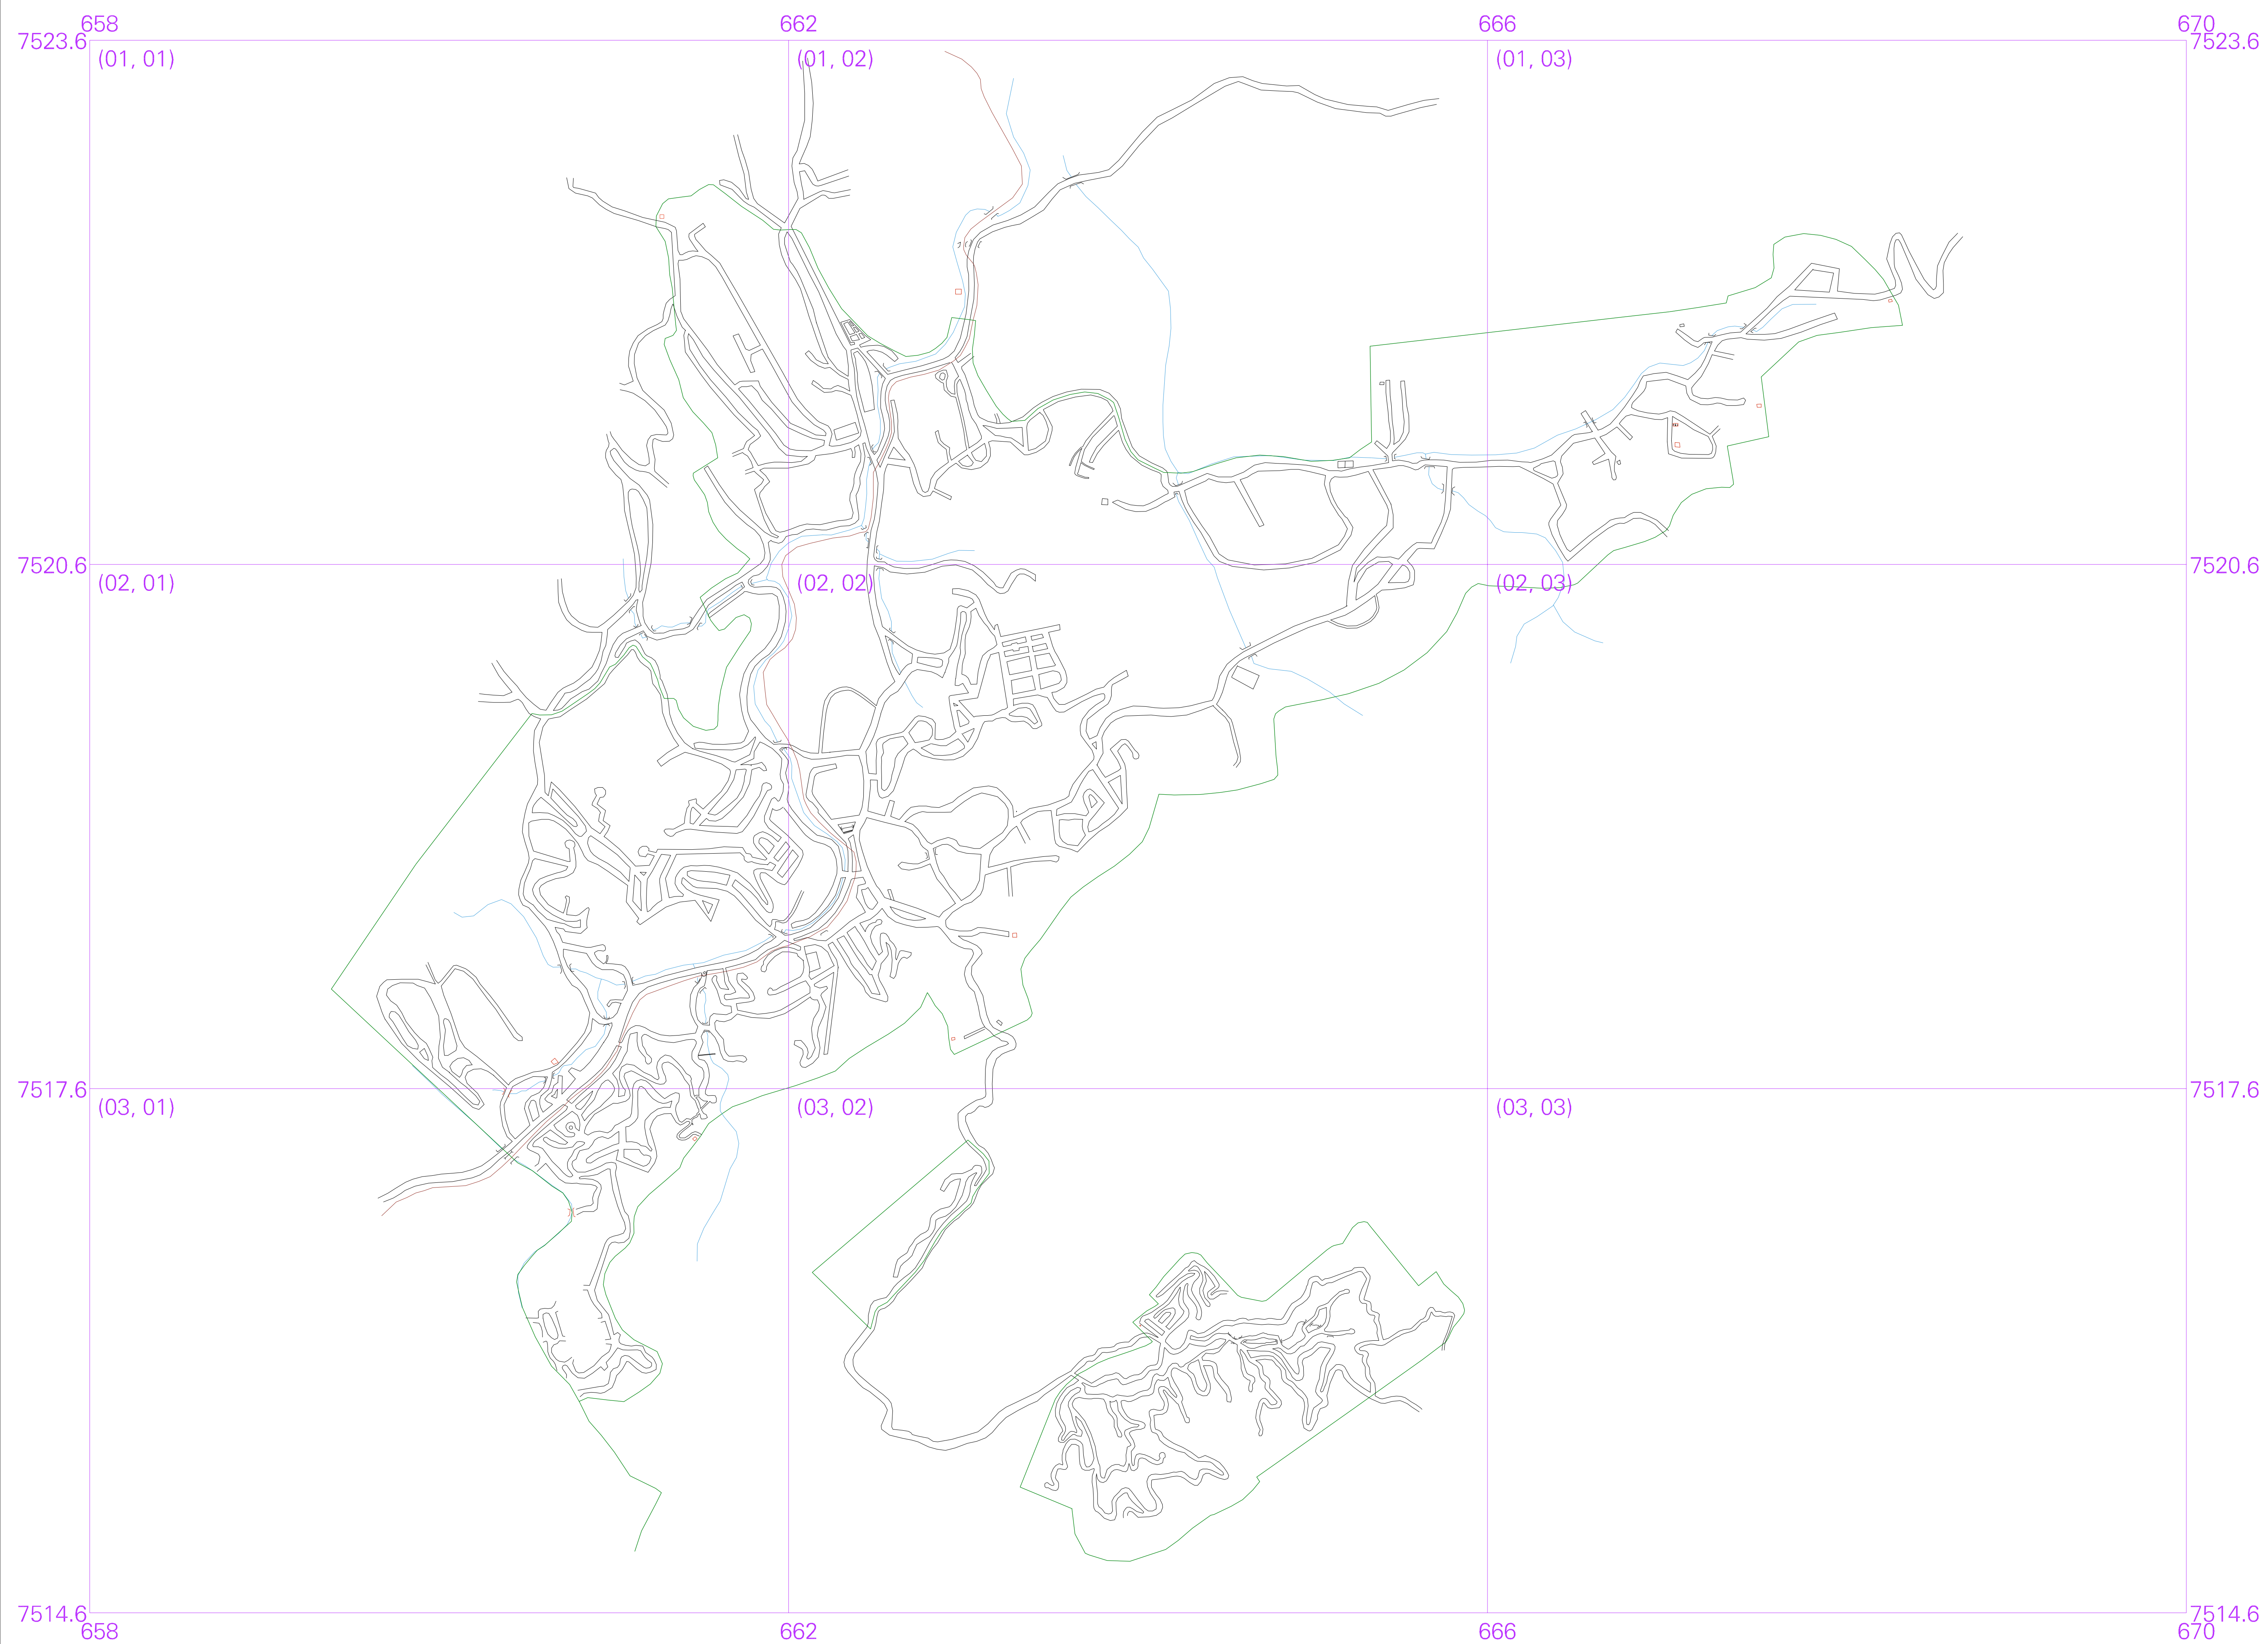 658 662 666 670
7523.6 7523.6
(01, 01) (01, 02) (01, 03)
7520.6 7520.6
(02, 01) (02, 02) (02, 03)
7517.6 7517.6
(03, 01) (03, 02) (03, 03)
7514.6 7514.6
658 662 666 670